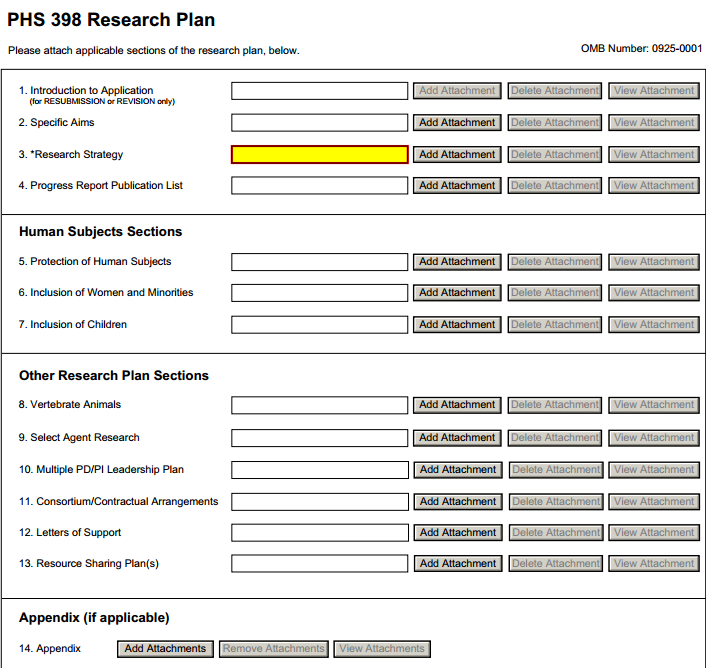 PHS 398 Research Plan
Please attach applicable sections of the research plan, below.
OMB Number: 0925-0001
1. Introduction to Application Add Attachment Delete Attachment View Attachment
(for RESUBMISSION or REVISION only)
2. Specific Aims Add Attachment Delete Attachment View Attachment
3. *Research Strategy Add Attachment Delete Attachment View Attachment
4. Progress Report Publication List Add Attachment Delete Attachment View Attachment
Human Subjects Sections
5. Protection of Human Subjects Add Attachment Delete Attachment View Attachment
6. Inclusion of Women and Minorities Add Attachment Delete Attachment View Attachment
7. Inclusion of Children Add Attachment Delete Attachment View Attachment
Other Research Plan Sections
8. Vertebrate Animals Add Attachment Delete Attachment View Attachment
9. Select Agent Research Add Attachment Delete Attachment View Attachment
10. Multiple PD/PI Leadership Plan Add Attachment Delete Attachment View Attachment
11. Consortium/Contractual Arrangements Add Attachment Delete Attachment View Attachment
12. Letters of Support Add Attachment Delete Attachment View Attachment
13. Resource Sharing Plan(s) Add Attachment Delete Attachment View Attachment
Appendix (if applicable)
14. Appendix Add Attachments Remove Attachments View Attachments